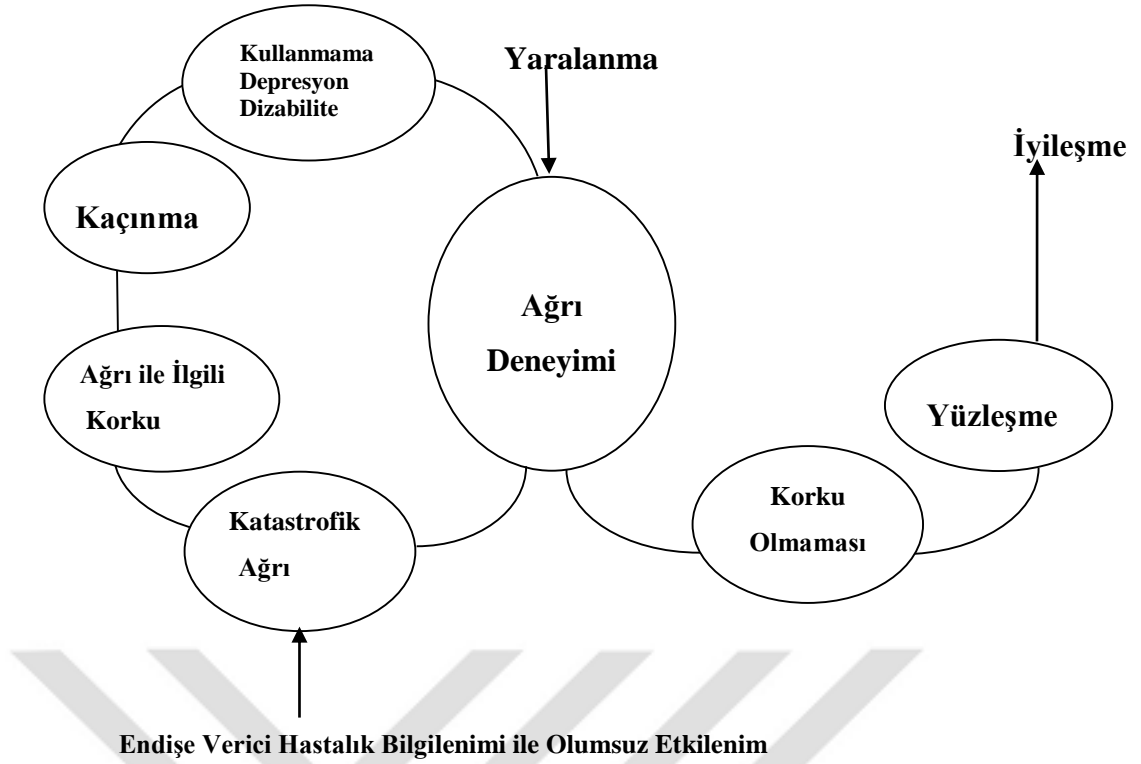 Kullanmama
Depresyon
Dizabilite
Yaralanma
İyileşme
Kaçınma
Ağrı
Deneyimi
Ağrı ile İlgili
Korku
Yüzleşme
Katastrofik
Ağrı
Korku
Olmaması
Endişe Verici Hastalık Bilgilenimi ile Olumsuz Etkilenim